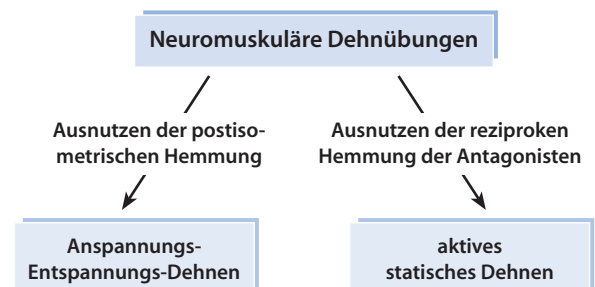 Neuromuskuläre Dehnübungen
Ausnutzen der postiso-
metrischen Hemmung
Ausnutzen der reziproken
Hemmung der Antagonisten
Anspannungs-
Entspannungs-Dehnen
aktives
statisches Dehnen